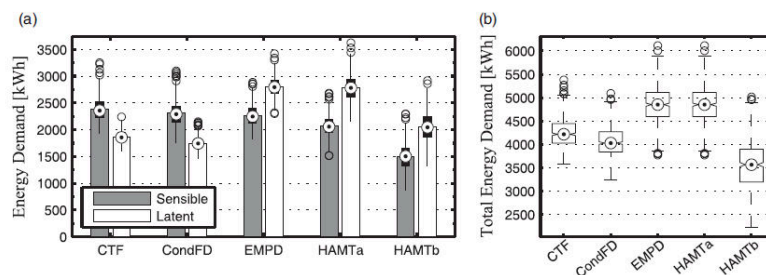 (a)
Energy Demand [kWh]
3500
3000
2500
2000
1500
1000
500
0
Sensible
Latent
CTF CondFD EMPD HAMTa HAMTb
(b)
Total Energy Demand [kWh]
6000
5500
5000
4500
4000
3500
3000
2500
CTF CondFD EMPD HAMTa HAMTb